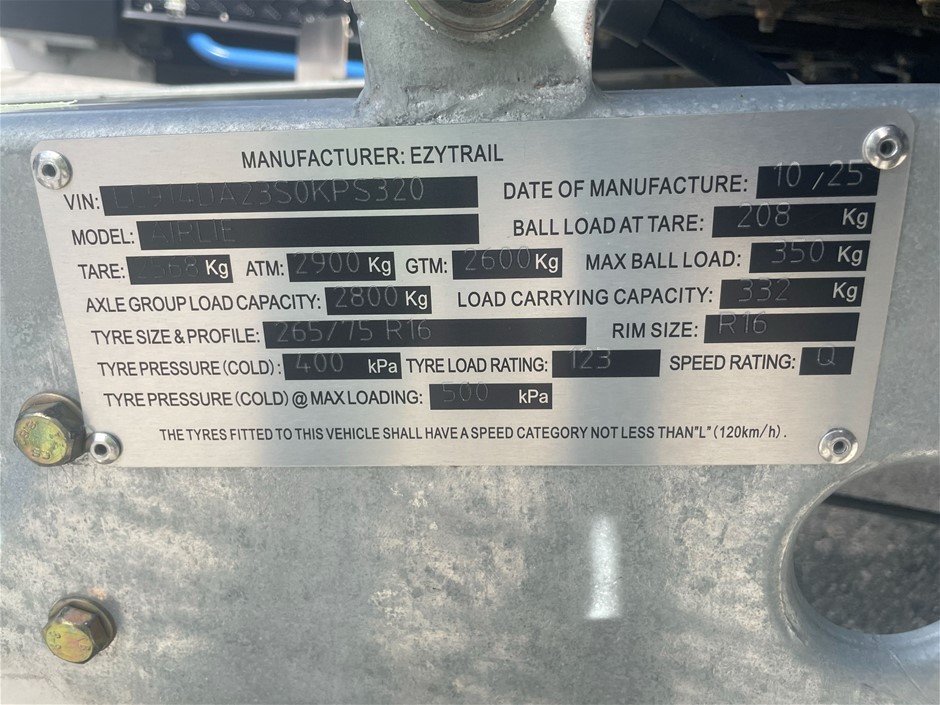 MANUFACTURER: EZYTRAIL
VIN:
DATE OF MANUFACTURE: 10/25
MODEL: AIRLIE
BALL LOAD AT TARE: 208 Kg
TARE: 2568 Kg ATM: 2900 Kg GTM: 2600 Kg MAX BALL LOAD: 350 Kg
AXLE GROUP LOAD CAPACITY: 2800 Kg LOAD CARRYING CAPACITY: 332 Kg
TYRE SIZE & PROFILE: 265/75 R16 RIM SIZE: R16
TYRE PRESSURE (COLD): 400 kPa TYRE LOAD RATING: 123 SPEED RATING: Q
TYRE PRESSURE (COLD) @ MAX LOADING: 500 kPa
THE TYRES FITTED TO THIS VEHICLE SHALL HAVE A SPEED CATEGORY NOT LESS THAN"L" (120km/h).